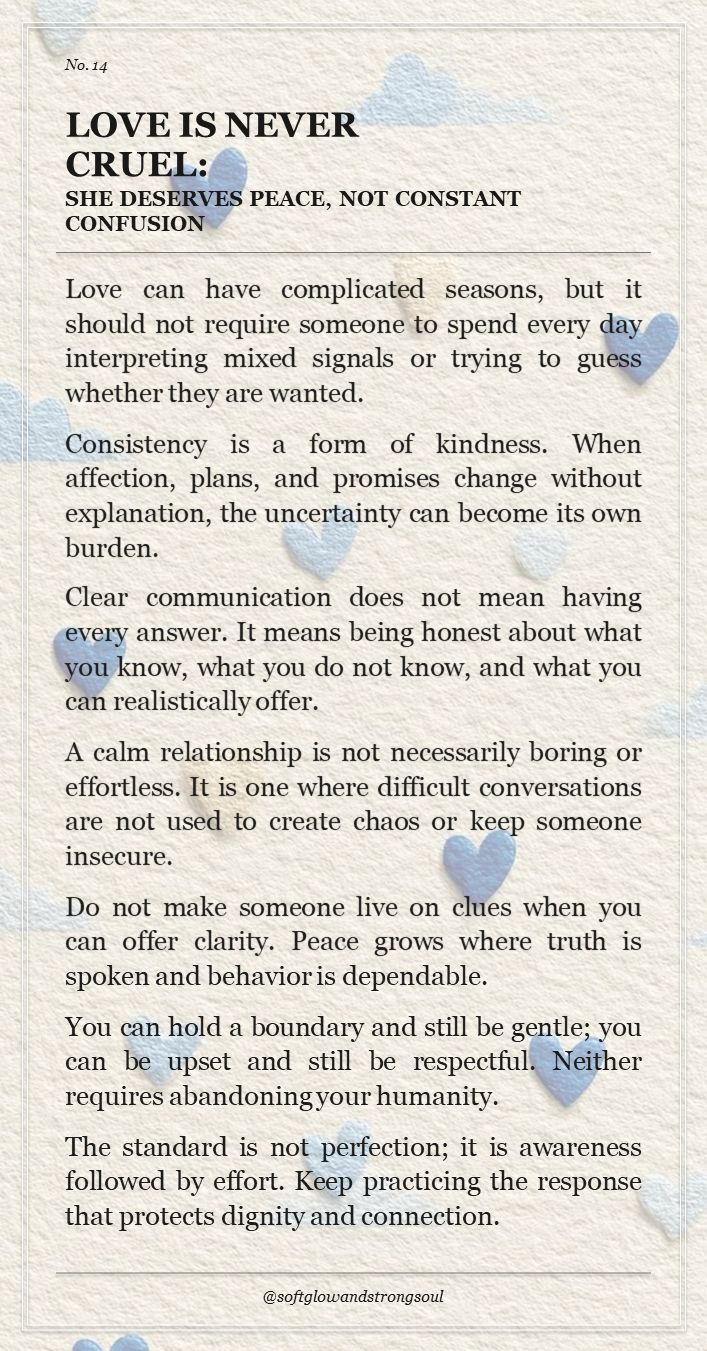 No. 14
LOVE IS NEVER
CRUEL:
SHE DESERVES PEACE, NOT CONSTANT
CONFUSION
Love can have complicated seasons, but it
should not require someone to spend every day
interpreting mixed signals or trying to guess
whether they are wanted.
Consistency is a form of kindness. When
affection, plans, and promises change without
explanation, the uncertainty can become its own
burden.
Clear communication does not mean having
every answer. It means being honest about what
you know, what you do not know, and what you
can realistically offer.
A calm relationship is not necessarily boring or
effortless. It is one where difficult conversations
are not used to create chaos or keep someone
insecure.
Do not make someone live on clues when you
can offer clarity. Peace grows where truth is
spoken and behavior is dependable.
You can hold a boundary and still be gentle; you
can be upset and still be respectful. Neither
requires abandoning your humanity.
The standard is not perfection; it is awareness
followed by effort. Keep practicing the response
that protects dignity and connection.
@softglowandstrongsoul